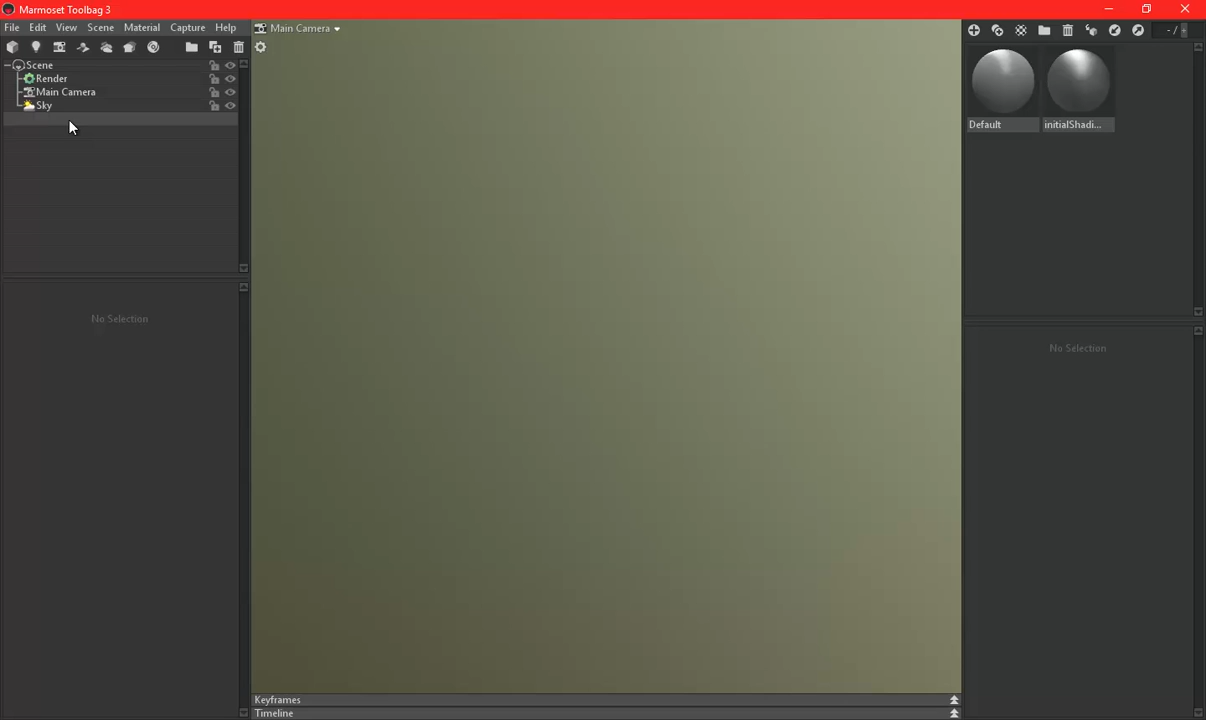 Marmoset Toolbag 3
File Edit View Scene Material Capture Help
Main Camera
- /
Scene
Render
Main Camera
Sky
Default
initialShadi...
No Selection
No Selection
Keyframes
Timeline